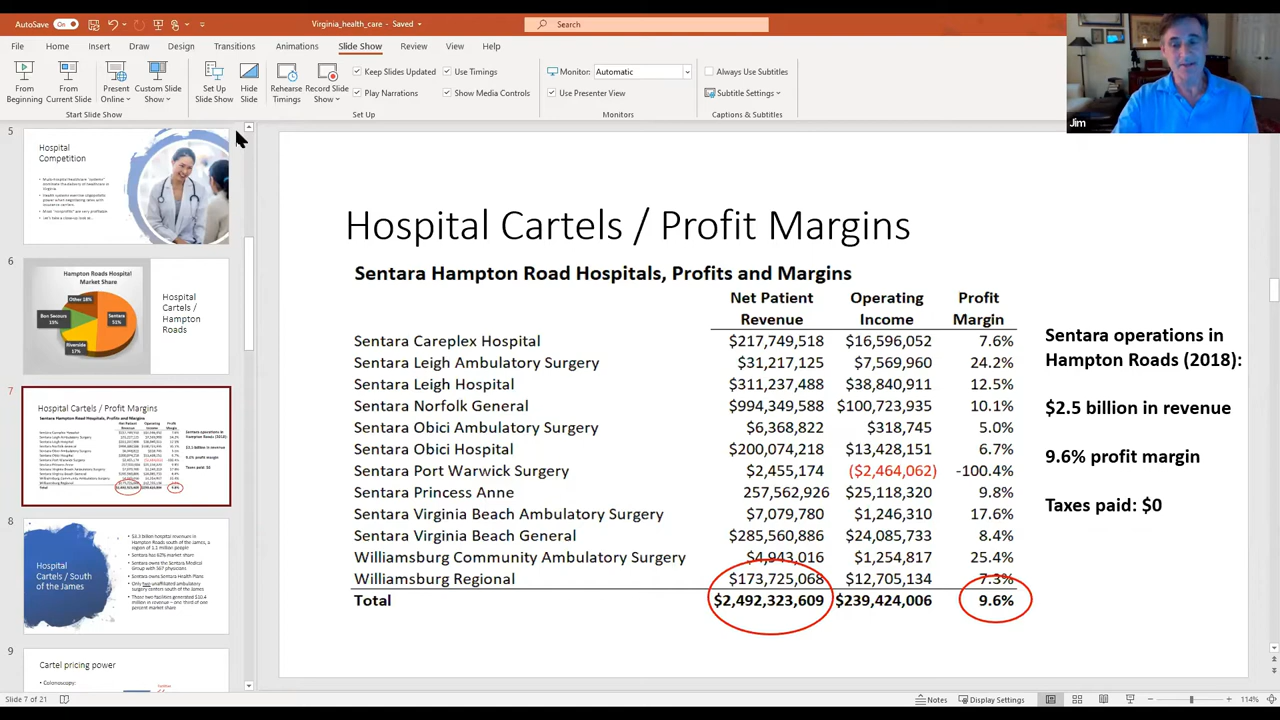 AutoSave On
Virginia_health_care - Saved
Search
File Home Insert Draw Design Transitions Animations Slide Show Review View Help
From Beginning
From Current Slide
Present Online
Custom Slide Show
Start Slide Show
Set Up Slide Show
Hide Slide
Rehearse Timings
Record Slide Show
Keep Slides Updated
Play Narrations
Use Timings
Show Media Controls
Set Up
Monitor: Automatic
Use Presenter View
Monitors
Always Use Subtitles
Subtitle Settings
Captions & Subtitles
Jim
5
Hospital
Competition
6
Hampton Roads Hospital
Market Share
Other 18%
Bon Secours
Sentara
51%
Riverside
17%
Hospital
Cartels /
Hampton
Roads
7
Hospital Cartels / Profit Margins
8
Hospital
Cartels / South
of the James
9
Cartel pricing power
Colonoscopy:
Hospital Cartels / Profit Margins
Sentara Hampton Road Hospitals, Profits and Margins
Net Patient Operating Profit
Revenue Income Margin
Sentara Careplex Hospital $217,749,518 $16,596,052 7.6%
Sentara Leigh Ambulatory Surgery $31,217,125 $7,569,960 24.2%
Sentara Leigh Hospital $311,237,488 $38,840,911 12.5%
Sentara Norfolk General $994,349,588 $100,723,935 10.1%
Sentara Obici Ambulatory Surgery $6,368,822 $318,745 5.0%
Sentara Obici Hospital $200,074,218 $13,428,151 6.7%
Sentara Port Warwick Surgery $2,455,174 ($2,464,062) -100.4%
Sentara Princess Anne 257,562,926 $25,118,320 9.8%
Sentara Virginia Beach Ambulatory Surgery $7,079,780 $1,246,310 17.6%
Sentara Virginia Beach General $285,560,886 $24,085,733 8.4%
Williamsburg Community Ambulatory Surgery $4,943,016 $1,254,817 25.4%
Williamsburg Regional $173,725,068 $12,705,134 7.3%
Total $2,492,323,609 $239,424,006 9.6%
Sentara operations in
Hampton Roads (2018):
$2.5 billion in revenue
9.6% profit margin
Taxes paid: $0
Slide 7 of 21
Notes
Display Settings
114%